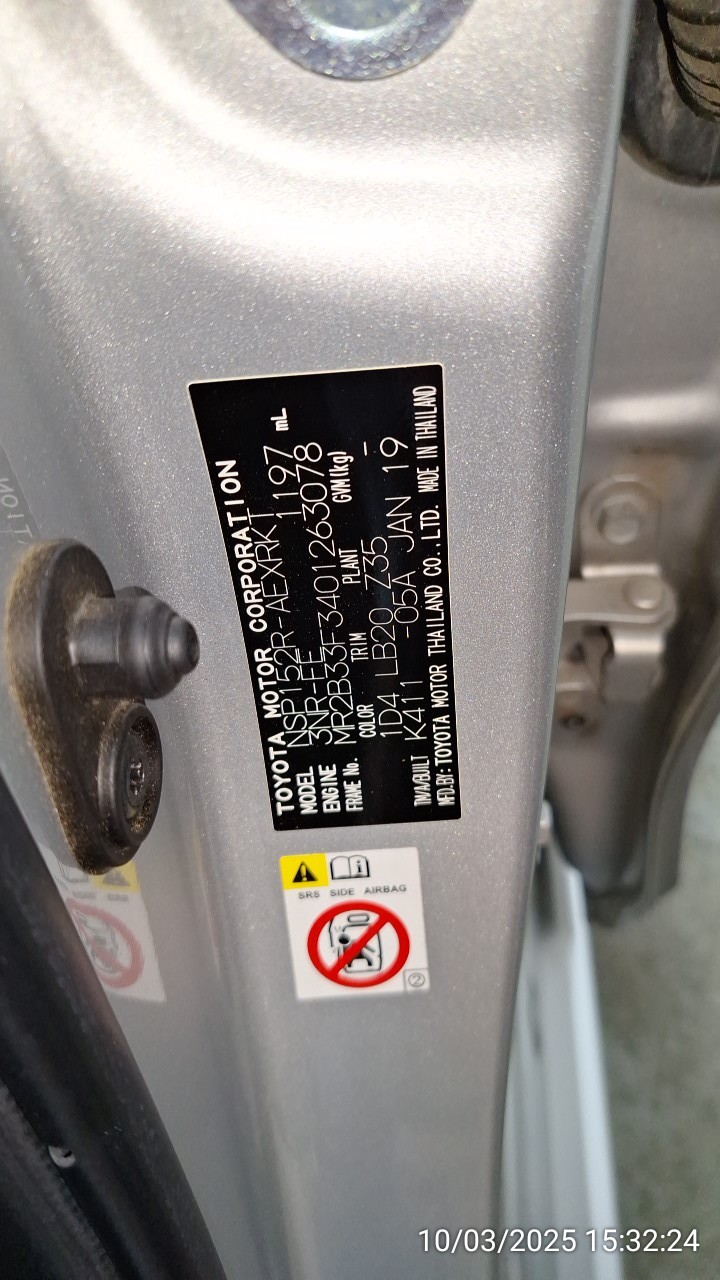 TOYOTA MOTOR CORPORATION
MODEL NSP152R-AEXRKT 1197 mL
ENGINE 3NR-FE
FRAME No. MR2B33F3401263078
COLOR TRIM PLANT GVM(kg)
1D4 LB20 Z35 -
TMA/BUILT K411 -05A JAN 19
MFD.BY: TOYOTA MOTOR THAILAND CO.,LTD. MADE IN THAILAND
SRS SIDE AIRBAG
2
10/03/2025 15:32:24